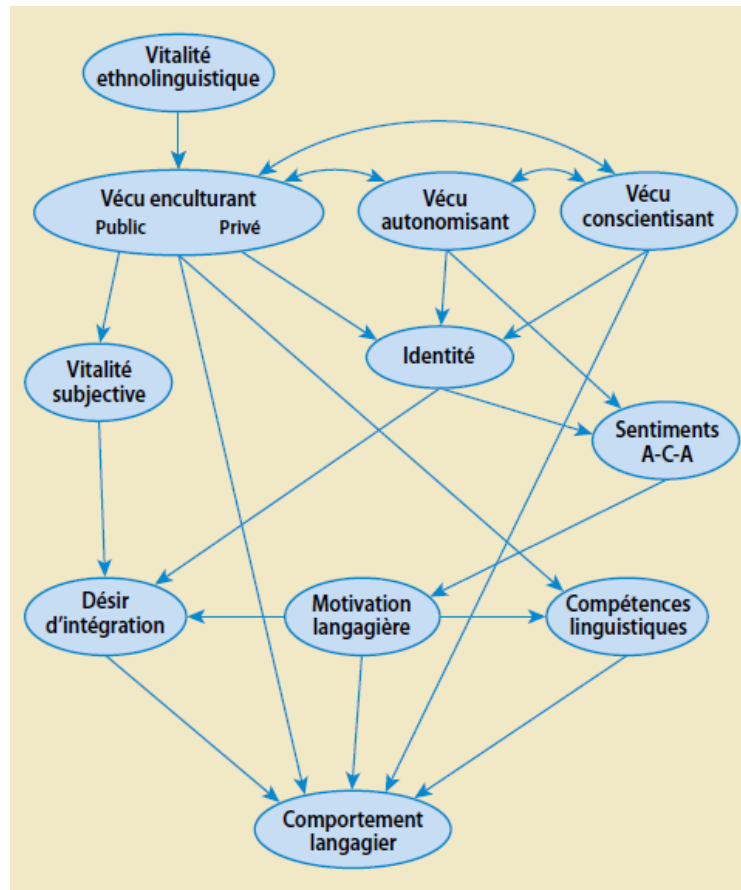 Vitalité
ethnolinguistique
Vécu enculturant
Public Privé
Vécu
autonomisant
Vécu
conscientisant
Vitalité
subjective
Identité
Sentiments
A-C-A
Désir
d'intégration
Motivation
langagière
Compétences
linguistiques
Comportement
langagier